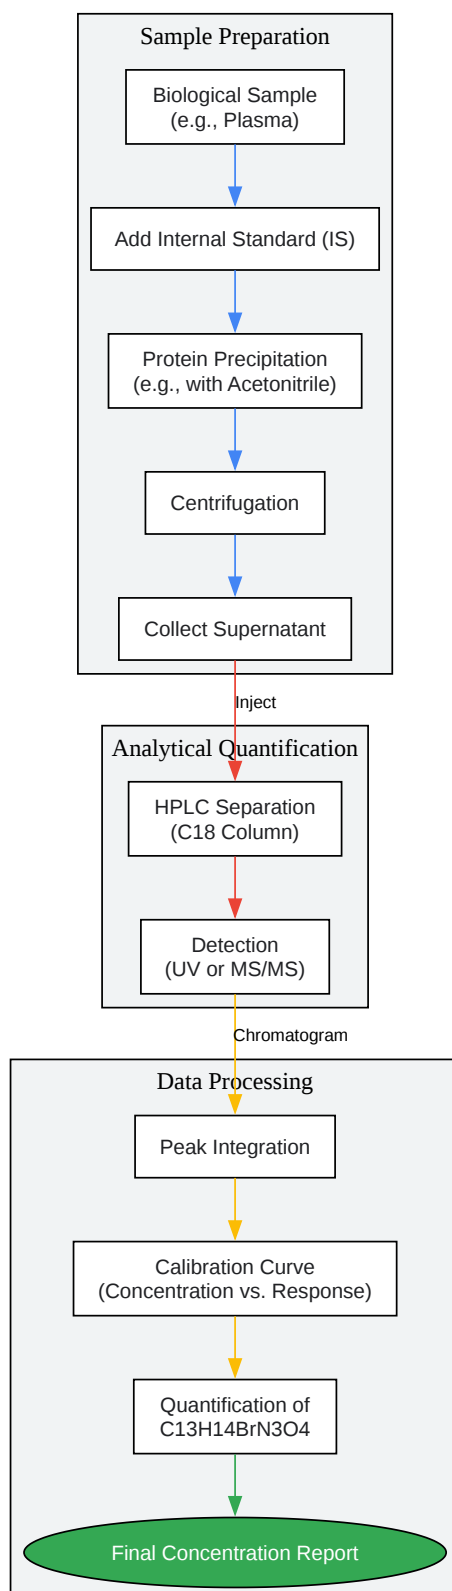 Sample Preparation
Biological Sample
(e.g., Plasma)
Add Internal Standard (IS)
Protein Precipitation
(e.g., with Acetonitrile)
Centrifugation
Collect Supernatant
Inject
Analytical Quantification
HPLC Separation
(C18 Column)
Detection
(UV or MS/MS)
Chromatogram
Data Processing
Peak Integration
Calibration Curve
(Concentration vs. Response)
Quantification of
C13H14BrN3O4
Final Concentration Report